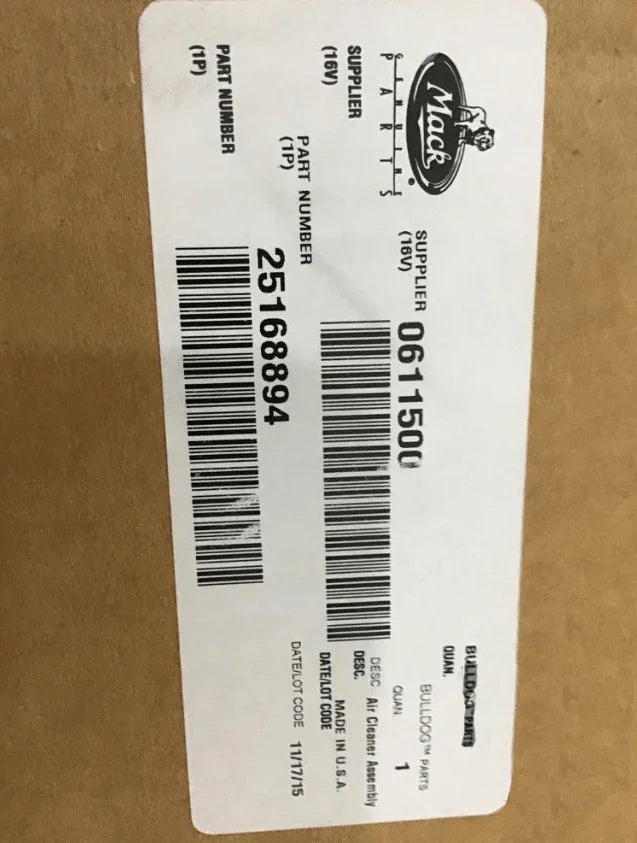 Mack
GENUINE
PARTS
SUPPLIER
(16V)
SUPPLIER
(16V)
0611500
PART NUMBER
(1P)
PART NUMBER
(1P)
25168894
BULLDOG™ PARTS
QUAN.
BULLDOG™ PARTS
QUAN 1
DESC Air Cleaner Assembly
DESC.
MADE IN U.S.A.
DATE/LOT CODE
DATE/LOT CODE 11/17/15